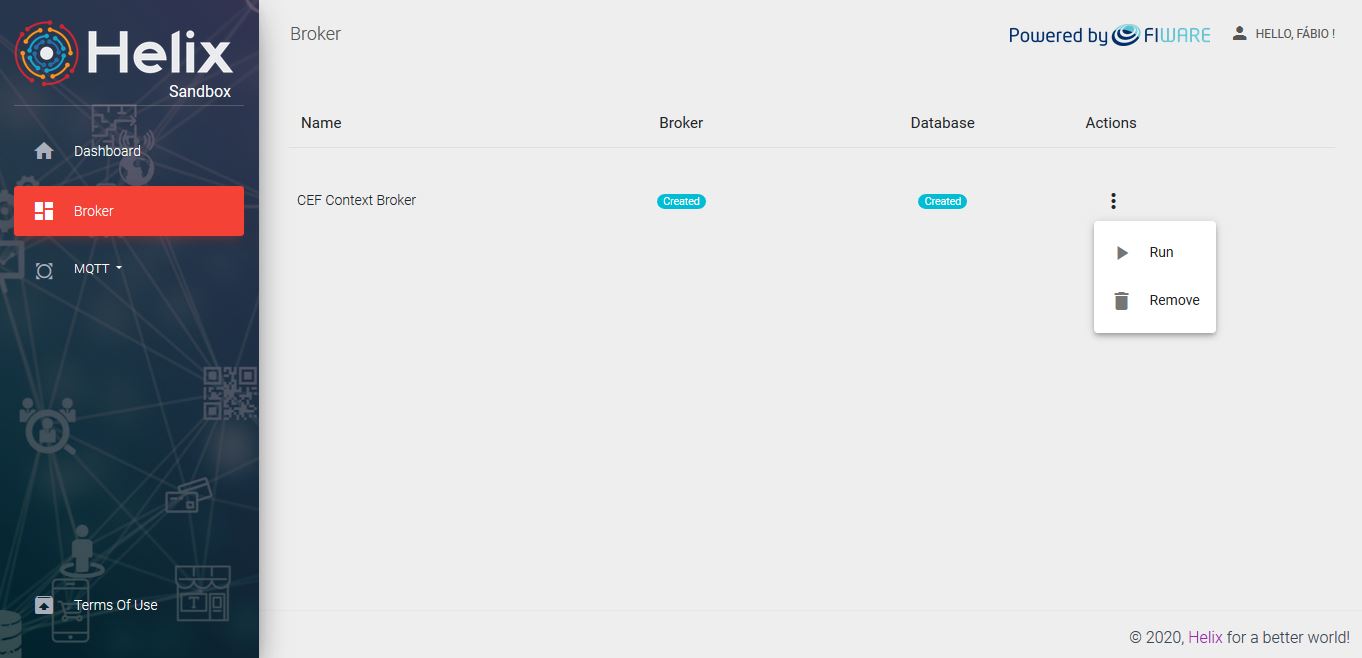 Helix
Sandbox
Dashboard
Broker
MQTT
Terms Of Use
Broker
Powered by FIWARE
HELLO, FÁBIO !
Name Broker Database Actions
CEF Context Broker Created Created
Run
Remove
© 2020, Helix for a better world!